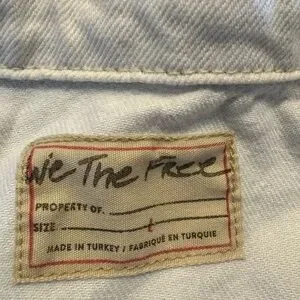 We The Free
PROPERTY OF.
SIZE L
MADE IN TURKEY / FABRIQUÉ EN TURQUIE